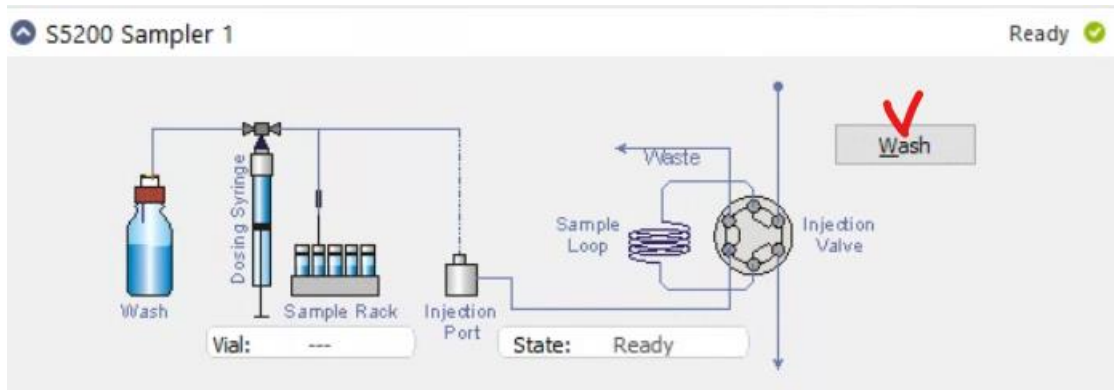 S5200 Sampler 1
Ready
Wash
Waste
Dosing Syringe
Sample
Loop
Injection
Valve
Wash
Sample Rack
Injection
Port
Vial: ---
State: Ready